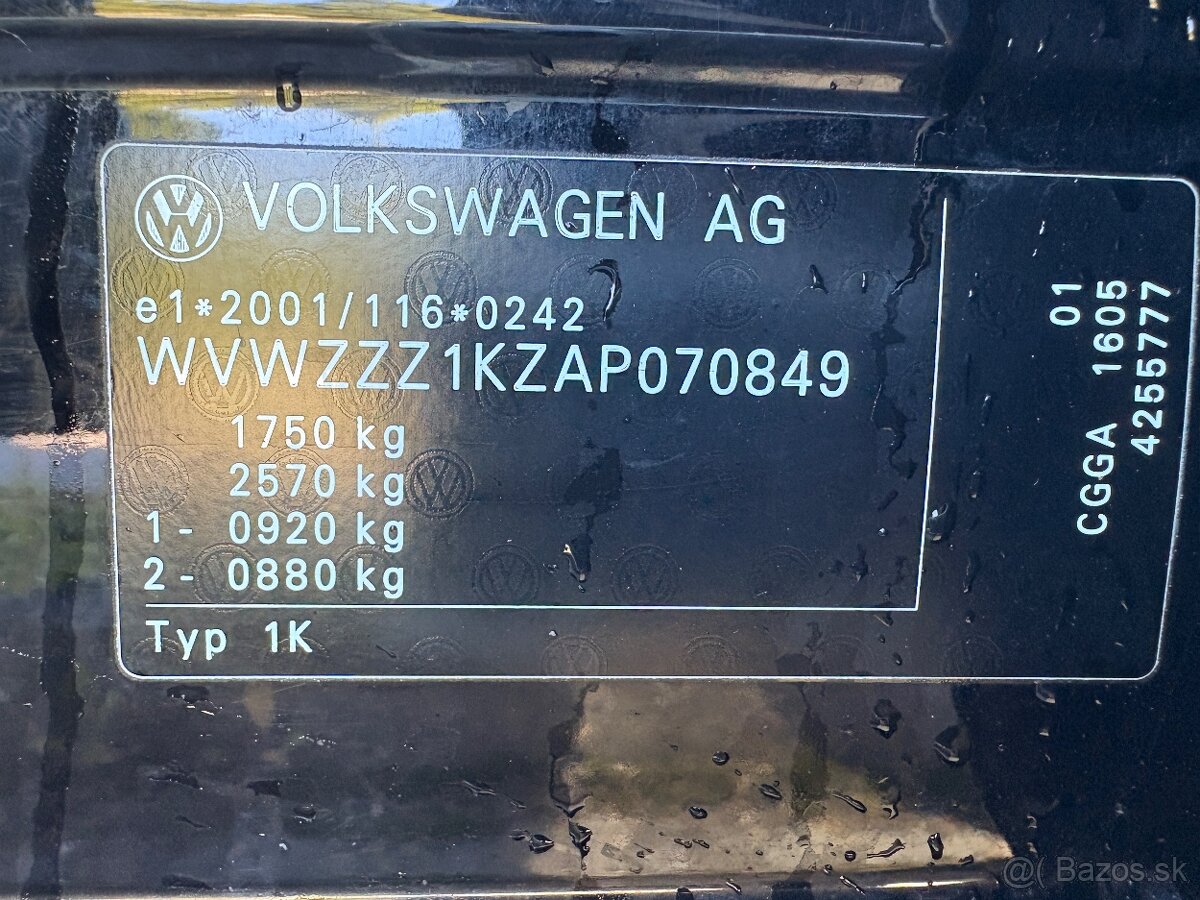 VOLKSWAGEN AG
e1*2001/116*0242
WVWZZZ1KZAP070849
1750 kg
2570 kg
1- 0920 kg
2- 0880 kg
Typ 1K
01
CGGA 1605
4255777
@( Bazos.sk